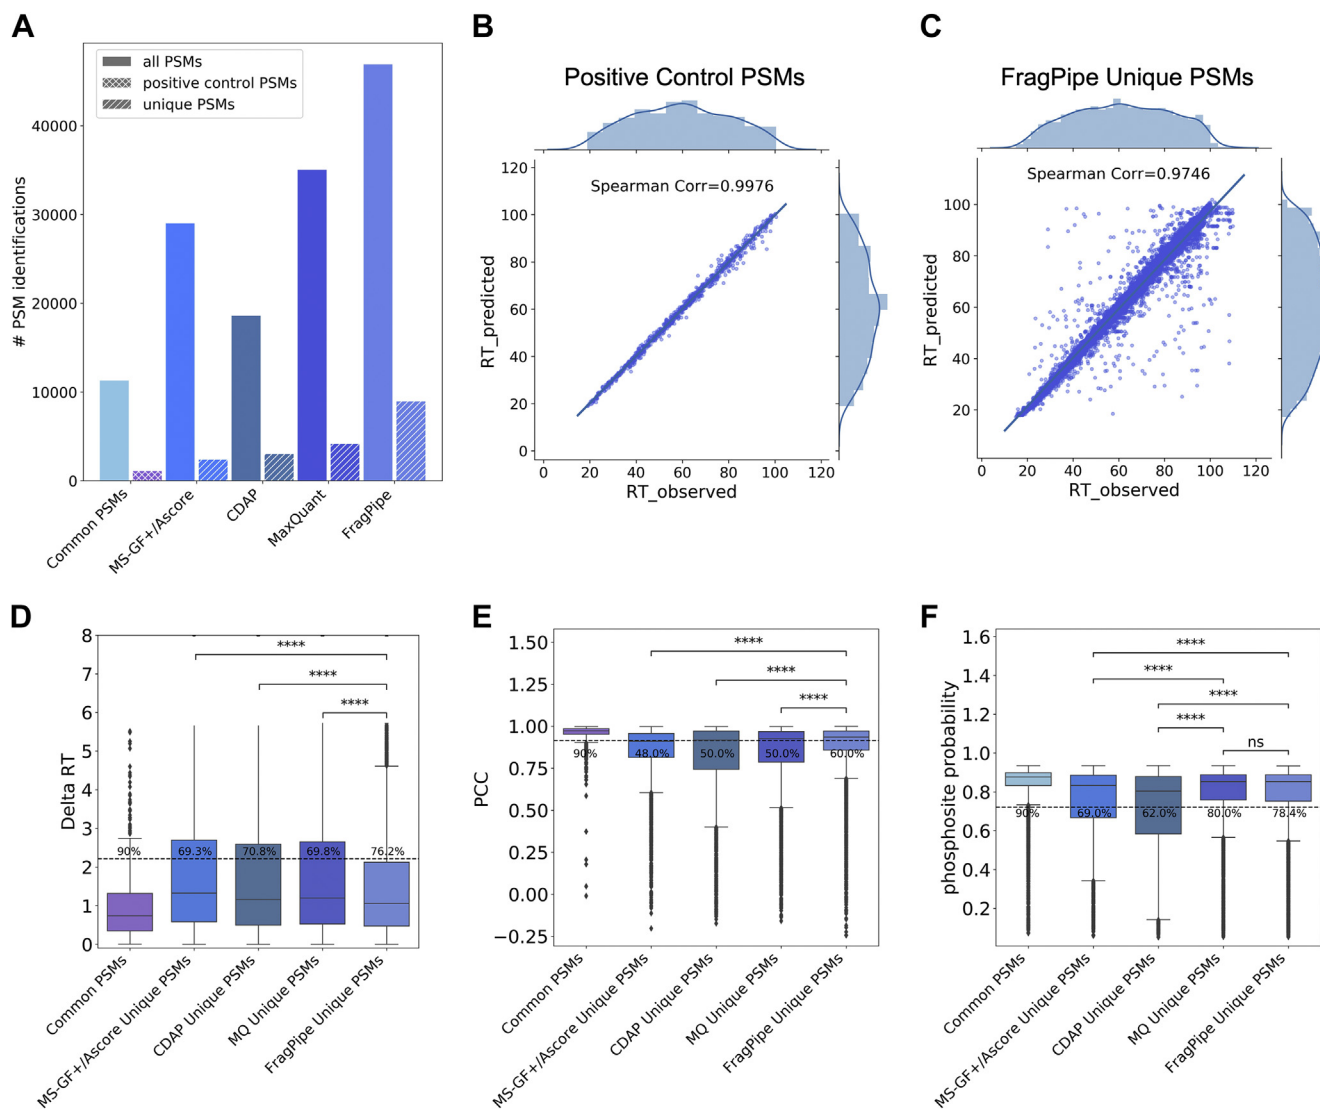 A
all PSMs
positive control PSMs
unique PSMs
# PSM identifications
40000
30000
20000
10000
0
Common PSMs
MS-GF+/Ascore
CDAP
MaxQuant
FragPipe
B
Positive Control PSMs
Spearman Corr=0.9976
RT_predicted
120
100
80
60
40
20
0
0 20 40 60 80 100 120
RT_observed
C
FragPipe Unique PSMs
Spearman Corr=0.9746
RT_predicted
100
80
60
40
20
0 20 40 60 80 100 120
RT_observed
D
Delta RT
8
7
6
5
4
3
2
1
0
****
****
****
90% 69.3% 70.8% 69.8% 76.2%
Common PSMs
MS-GF+/Ascore Unique PSMs
CDAP Unique PSMs
MQ Unique PSMs
FragPipe Unique PSMs
E
PCC
1.50
1.25
1.00
0.75
0.50
0.25
0.00
−0.25
****
****
****
90% 48.0% 50.0% 50.0% 60.0%
Common PSMs
MS-GF+/Ascore Unique PSMs
CDAP Unique PSMs
MQ Unique PSMs
FragPipe Unique PSMs
F
phosphosite probability
1.6
1.4
1.2
1.0
0.8
0.6
0.4
0.2
****
****
****
****
ns
90% 69.0% 62.0% 80.0% 78.4%
Common PSMs
MS-GF+/Ascore Unique PSMs
CDAP Unique PSMs
MQ Unique PSMs
FragPipe Unique PSMs